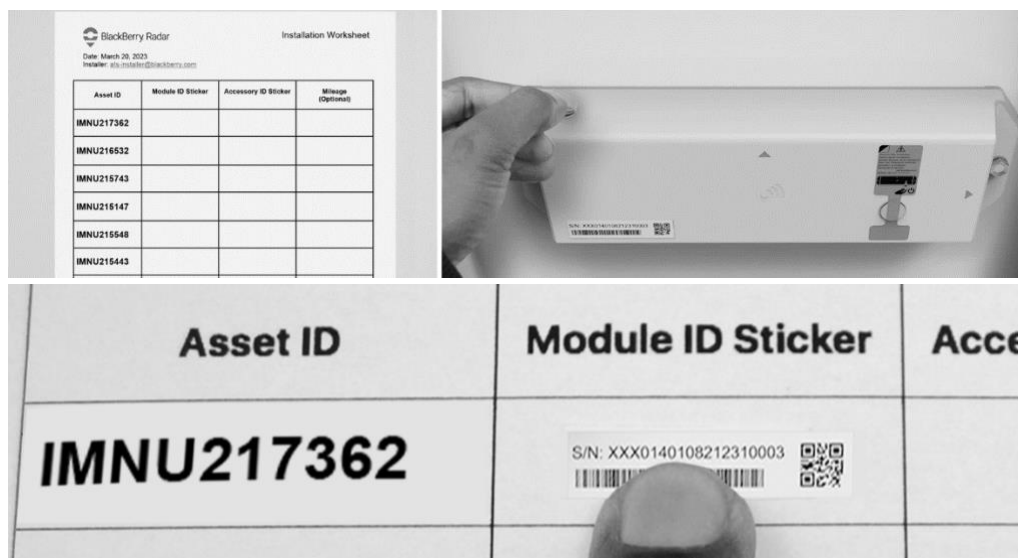 BlackBerry Radar
Installation Worksheet
Date: March 20, 2023
Installer: ats-installer@blackberry.com
Asset ID Module ID Sticker Accessory ID Sticker Mileage (Optional)
IMNU217362
IMNU216532
IMNU215743
IMNU215147
IMNU215548
IMNU215443
S/N: XXX0140108212310003
Asset ID Module ID Sticker Acce
IMNU217362
S/N: XXX0140108212310003